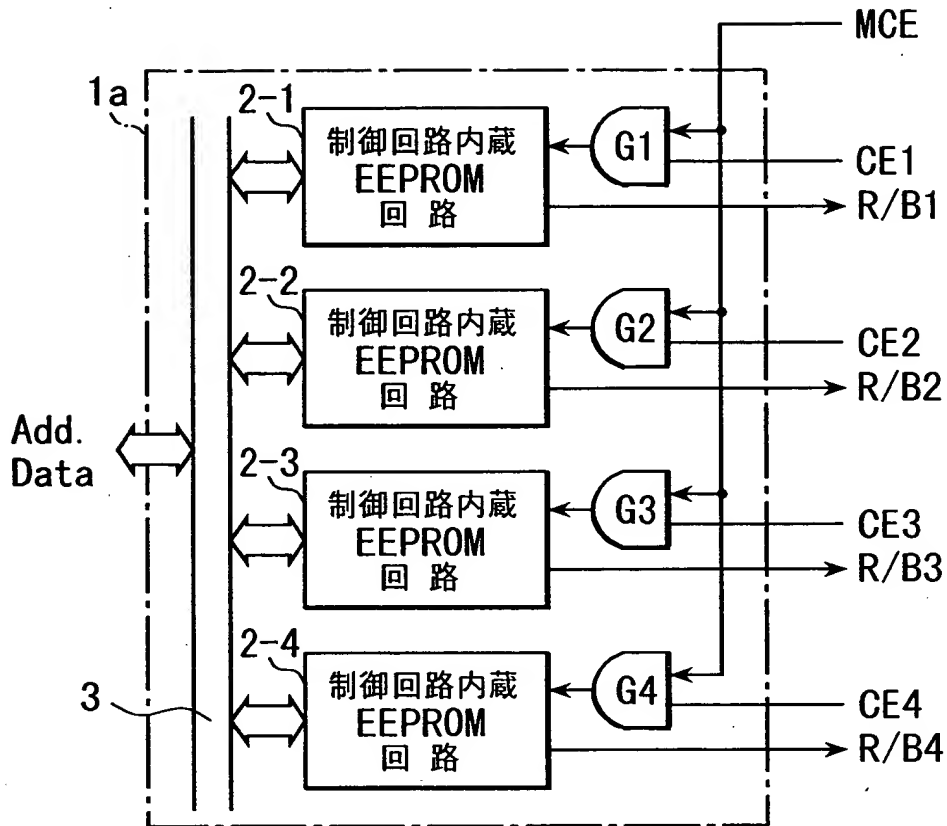 MCE
1a
2-1
制御回路内蔵
EEPROM
回 路
G1
CE1
R/B1
2-2
制御回路内蔵
EEPROM
回 路
G2
CE2
R/B2
Add.
Data
2-3
制御回路内蔵
EEPROM
回 路
G3
CE3
R/B3
2-4
制御回路内蔵
EEPROM
回 路
G4
CE4
R/B4
3